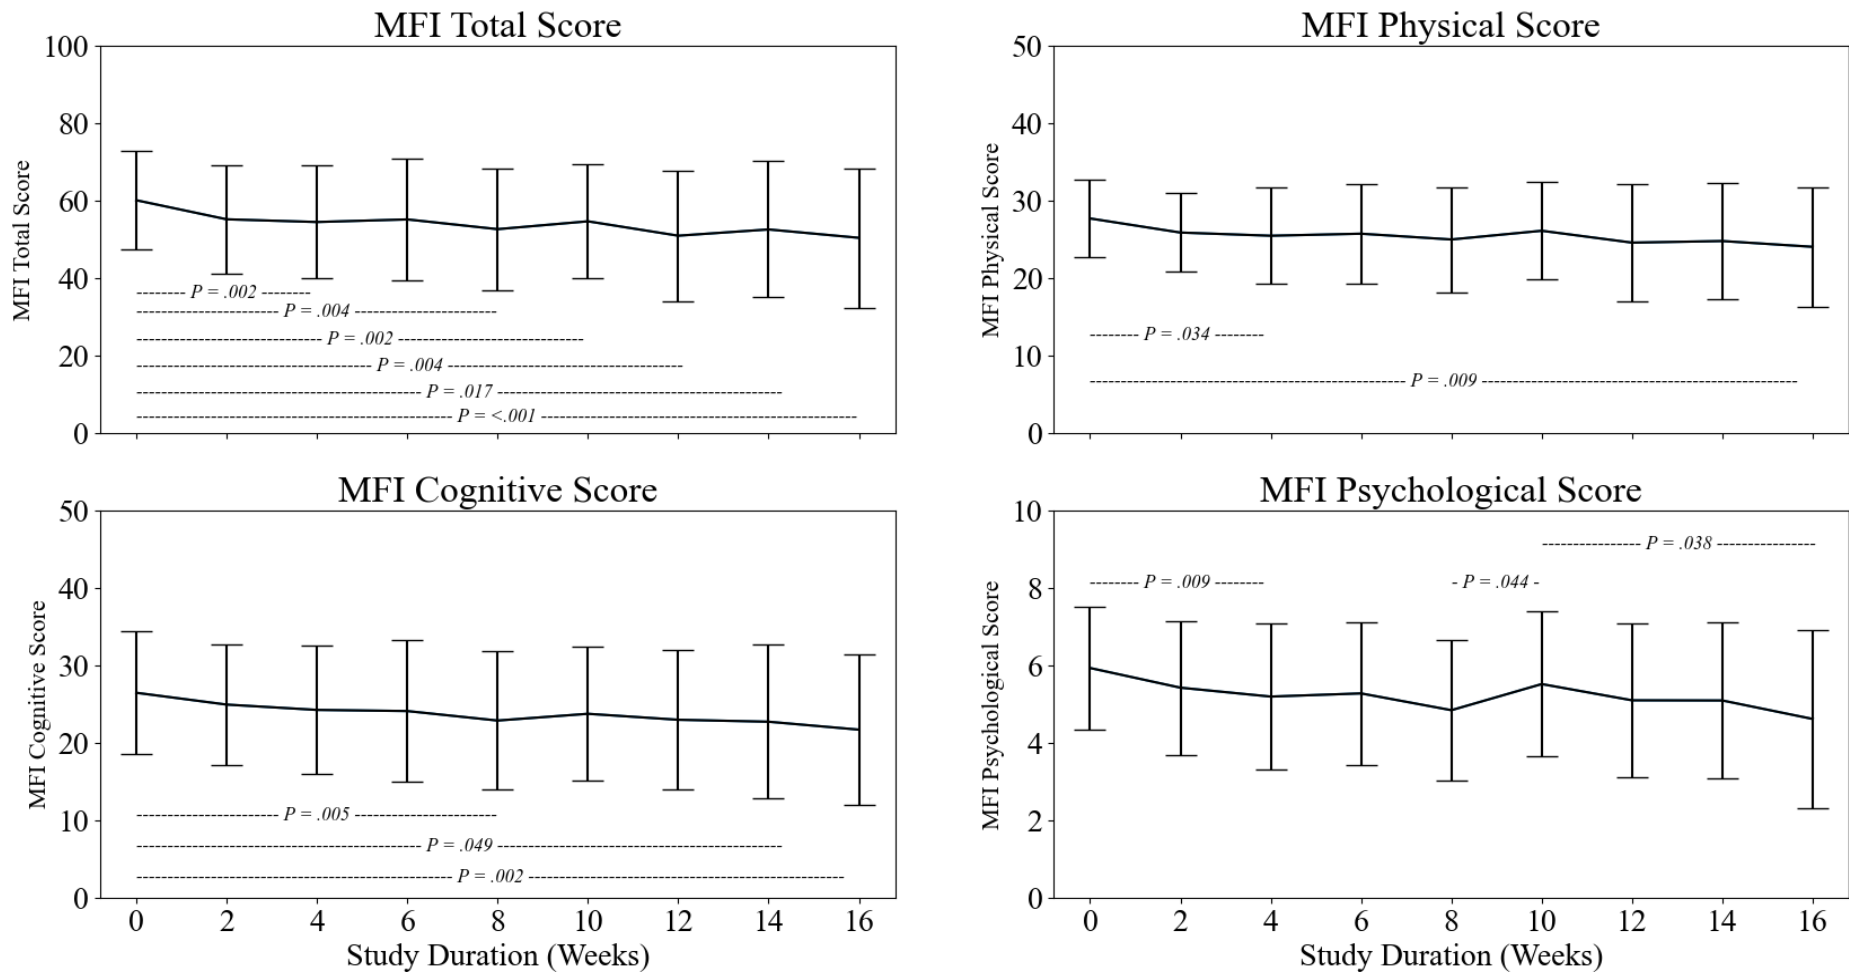 MFI Total Score
MFI Total Score
100
80
60
40
20
0
P = .002
P = .004
P = .002
P = .004
P = .017
P = <.001
MFI Physical Score
MFI Physical Score
50
40
30
20
10
0
P = .034
P = .009
MFI Cognitive Score
MFI Cognitive Score
50
40
30
20
10
0
P = .005
P = .049
P = .002
0 2 4 6 8 10 12 14 16
Study Duration (Weeks)
MFI Psychological Score
MFI Psychological Score
10
8
6
4
2
0
P = .038
P = .009
P = .044
0 2 4 6 8 10 12 14 16
Study Duration (Weeks)